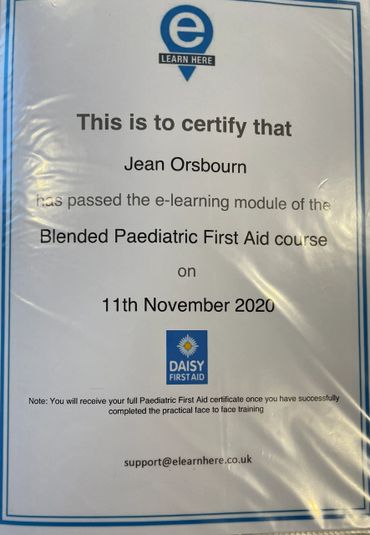 e
LEARN HERE
This is to certify that
Jean Orsbourn
has passed the e-learning module of the
Blended Paediatric First Aid course
on
11th November 2020
DAISY
FIRST AID
Note: You will receive your full Paediatric First Aid certificate once you have successfully
completed the practical face to face training
support@elearnhere.co.uk